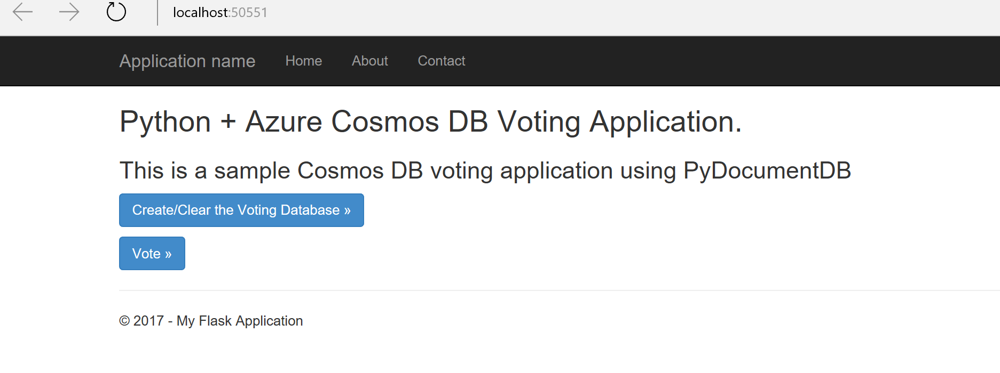 localhost:50551
Application name Home About Contact
Python + Azure Cosmos DB Voting Application.
This is a sample Cosmos DB voting application using PyDocumentDB
Create/Clear the Voting Database »
Vote »
© 2017 - My Flask Application